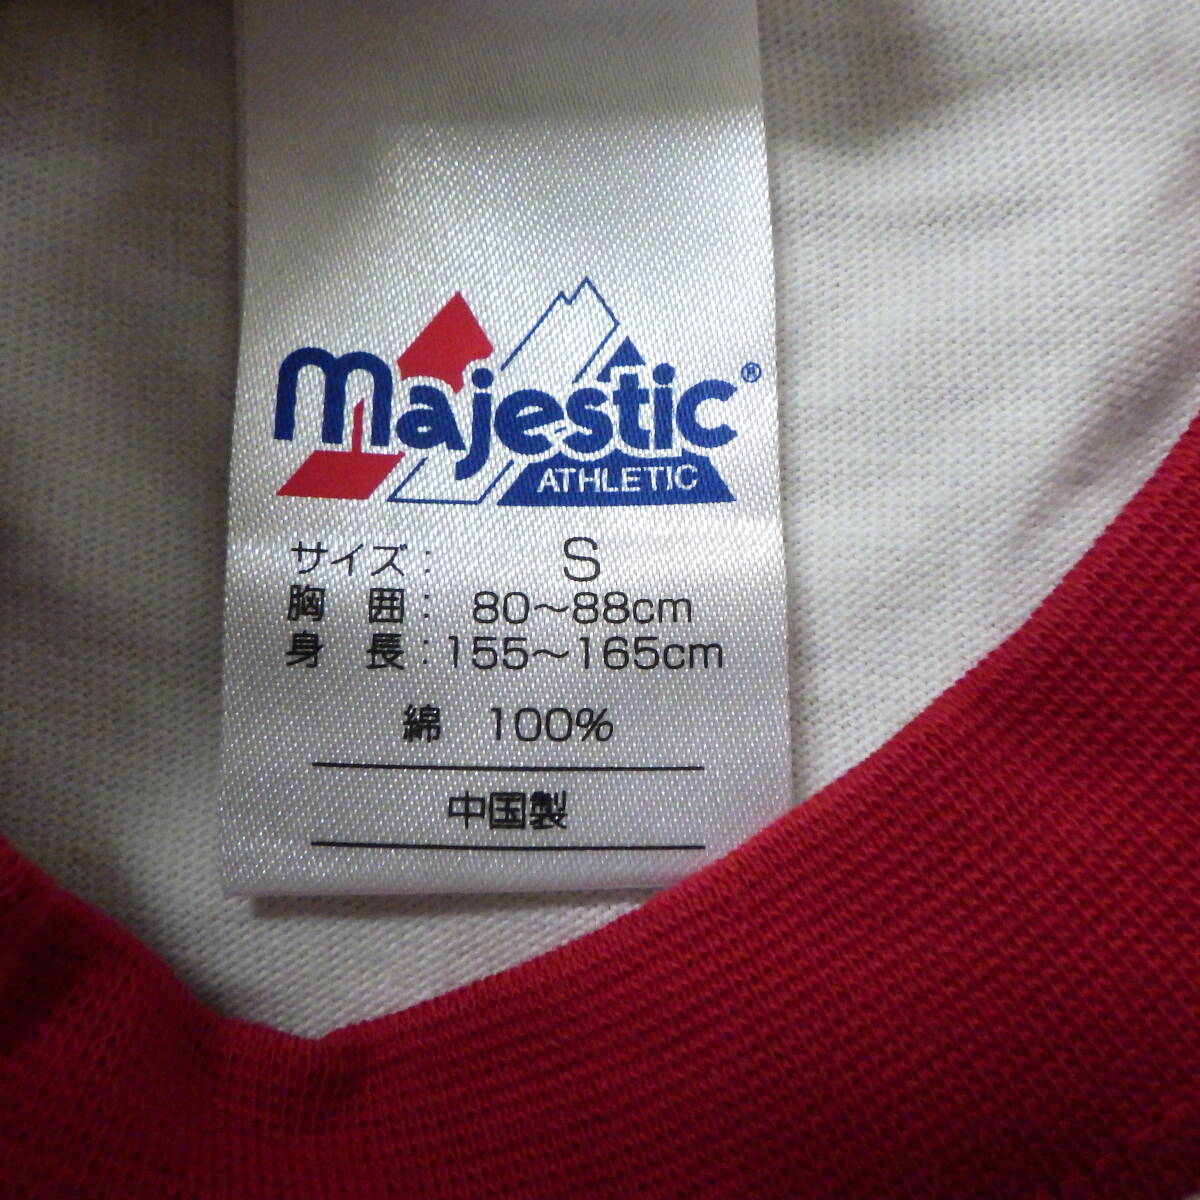 majestic®
ATHLETIC
サイズ: S
胸 囲: 80〜88cm
身 長:155〜165cm
綿 100%
中国製